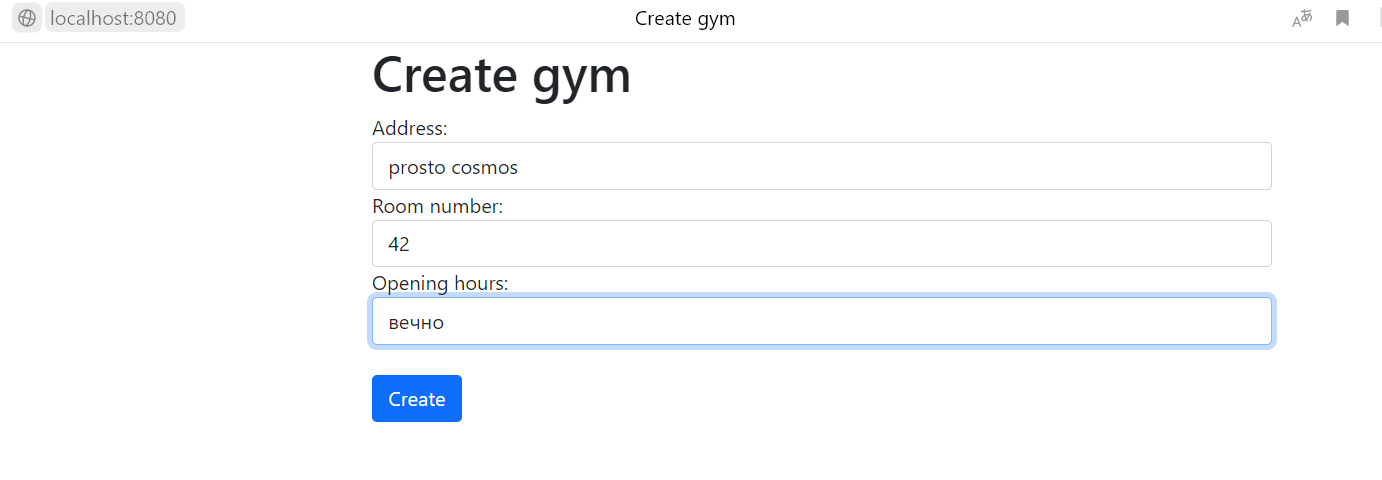 localhost:8080 Create gym
Create gym
Address:
prosto cosmos
Room number:
42
Opening hours:
вечно
Create